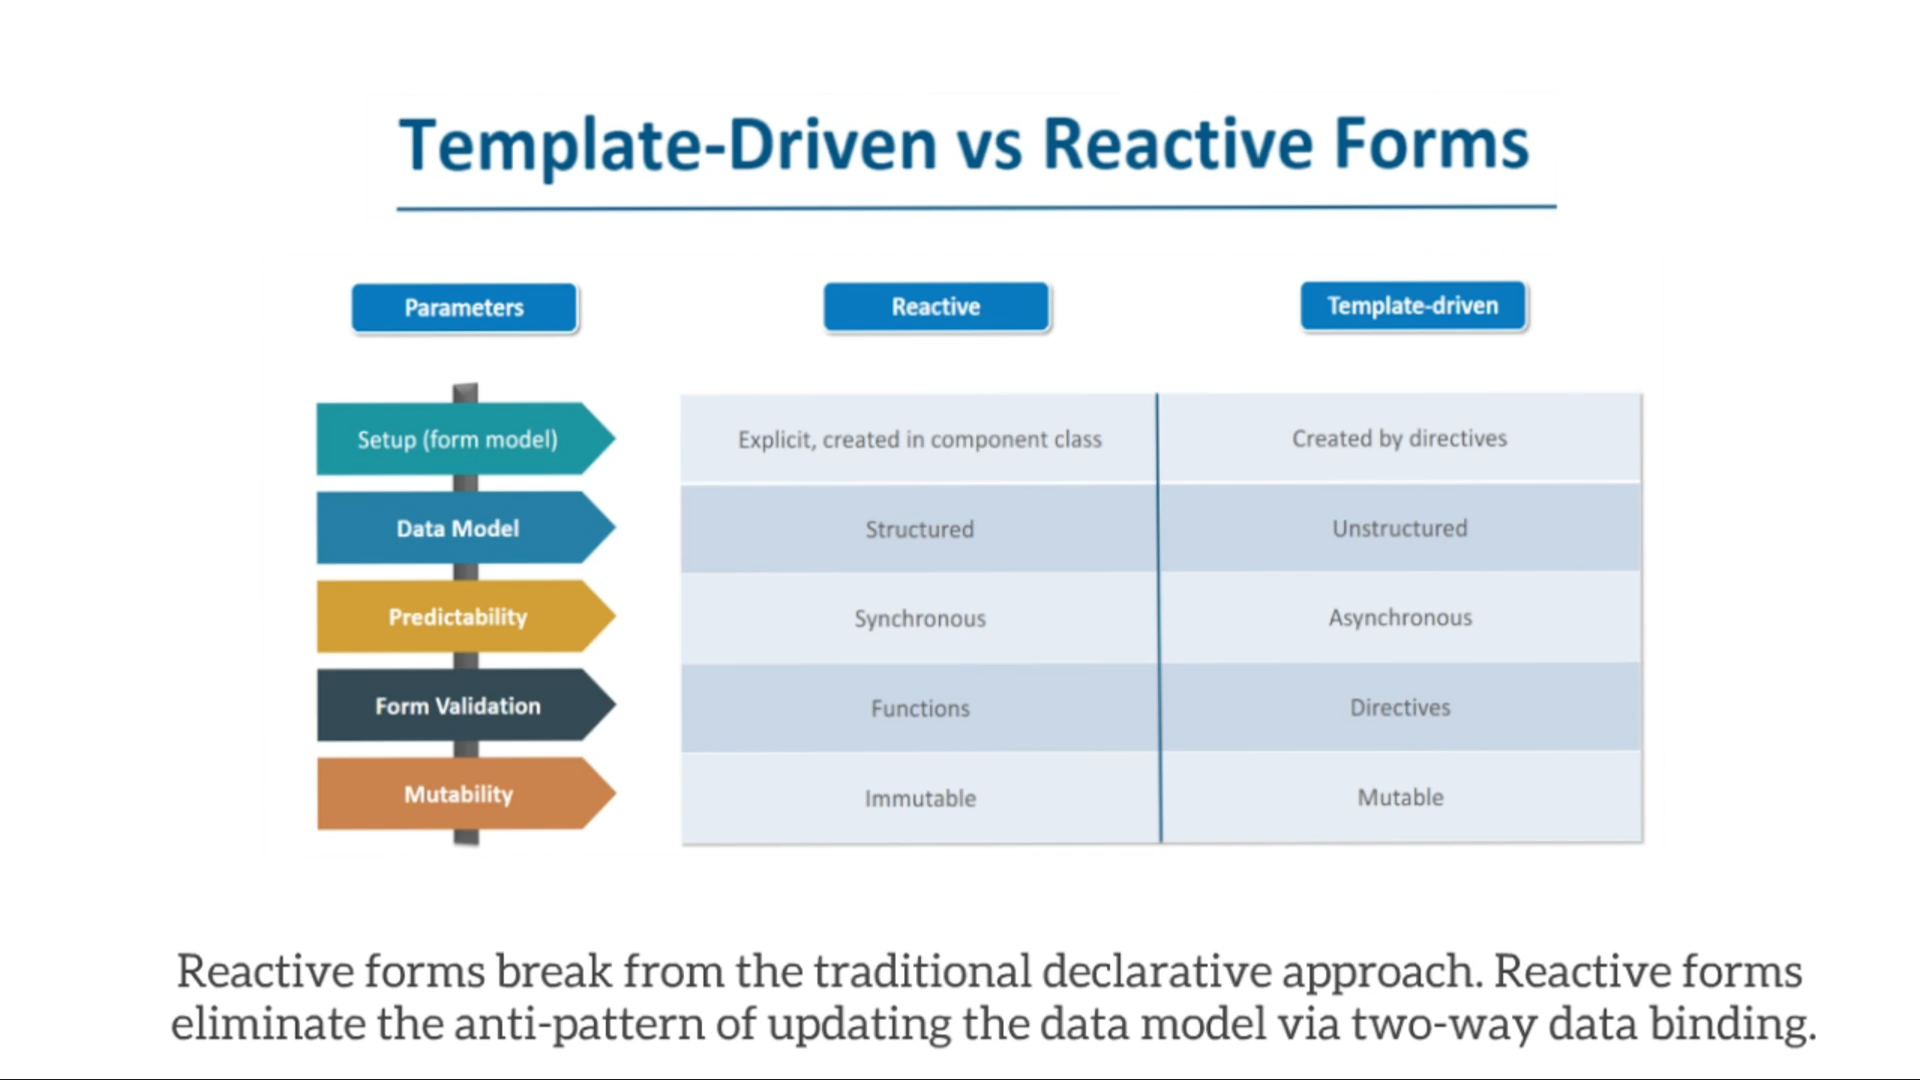 Template-Driven vs Reactive Forms
Parameters Reactive Template-driven
Setup (form model) Explicit, created in component class Created by directives
Data Model Structured Unstructured
Predictability Synchronous Asynchronous
Form Validation Functions Directives
Mutability Immutable Mutable
Reactive forms break from the traditional declarative approach. Reactive forms
eliminate the anti-pattern of updating the data model via two-way data binding.